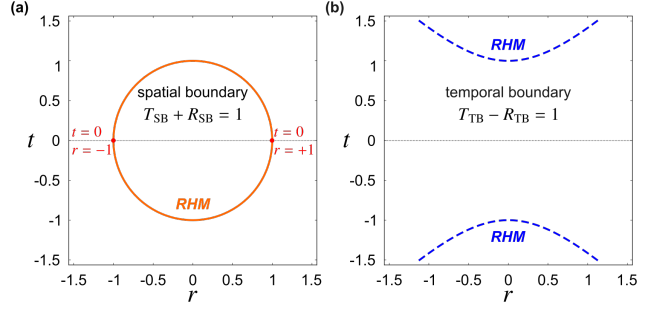 (a)
1.5
1
0.5
0
-0.5
-1
-1.5
t
spatial boundary
T_SB + R_SB = 1
t = 0
r = −1
t = 0
r = +1
RHM
-1.5 -1 -0.5 0 0.5 1 1.5
r
(b)
1.5
1
0.5
0
-0.5
-1
-1.5
t
RHM
temporal boundary
T_TB − R_TB = 1
RHM
-1.5 -1 -0.5 0 0.5 1 1.5
r